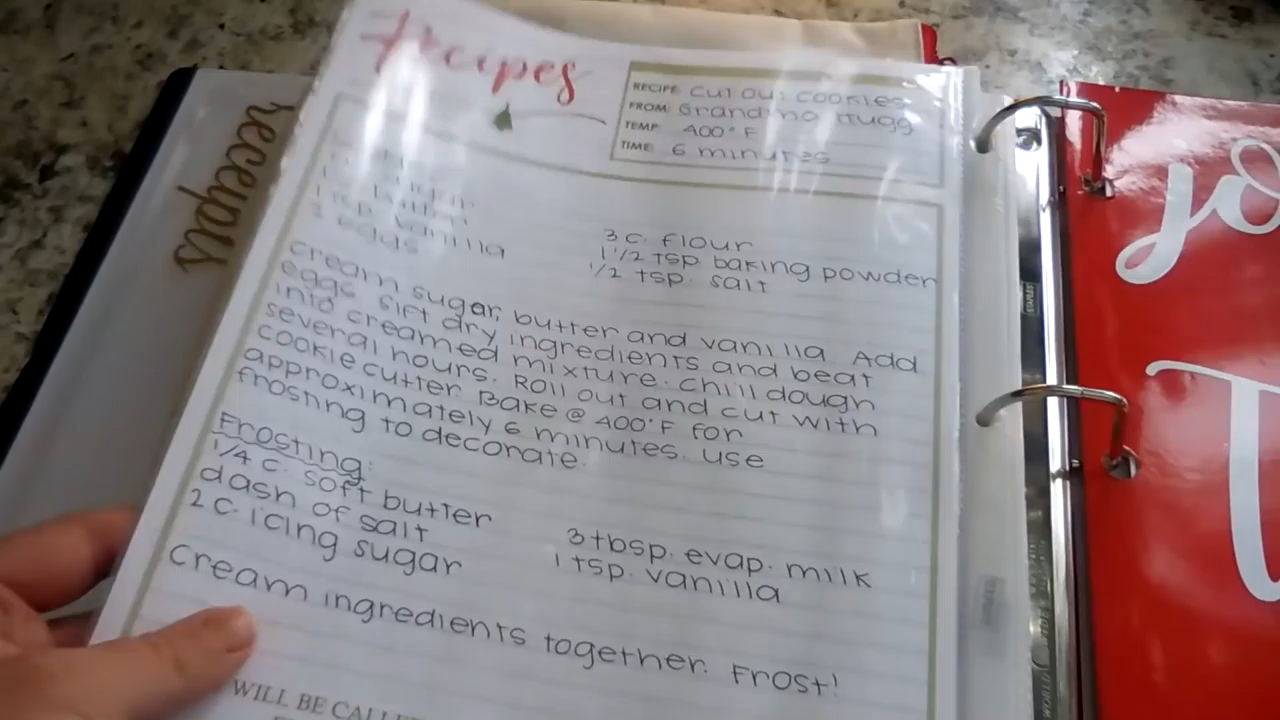 recipes
Recipes
RECIPE: Cut out cookies
FROM: Grandma Rugg
TEMP: 400°F
TIME: 6 minutes
vanilla
eggs
3 c. flour
1 1/2 tsp baking powder
1/2 tsp. salt
cream sugar, butter and vanilla Add
eggs. Sift dry ingredients and beat
into creamed mixture. Chill dough
several hours. Roll out and cut with
cookie cutter. Bake @ 400°F for
approximately 6 minutes. use
frosting to decorate.
Frosting:
1/4 c. soft butter
dash of salt
2 c. icing sugar
3 tbsp. evap. milk
1 tsp. vanilla
Cream ingredients together. Frost!
WILL BE CALLE